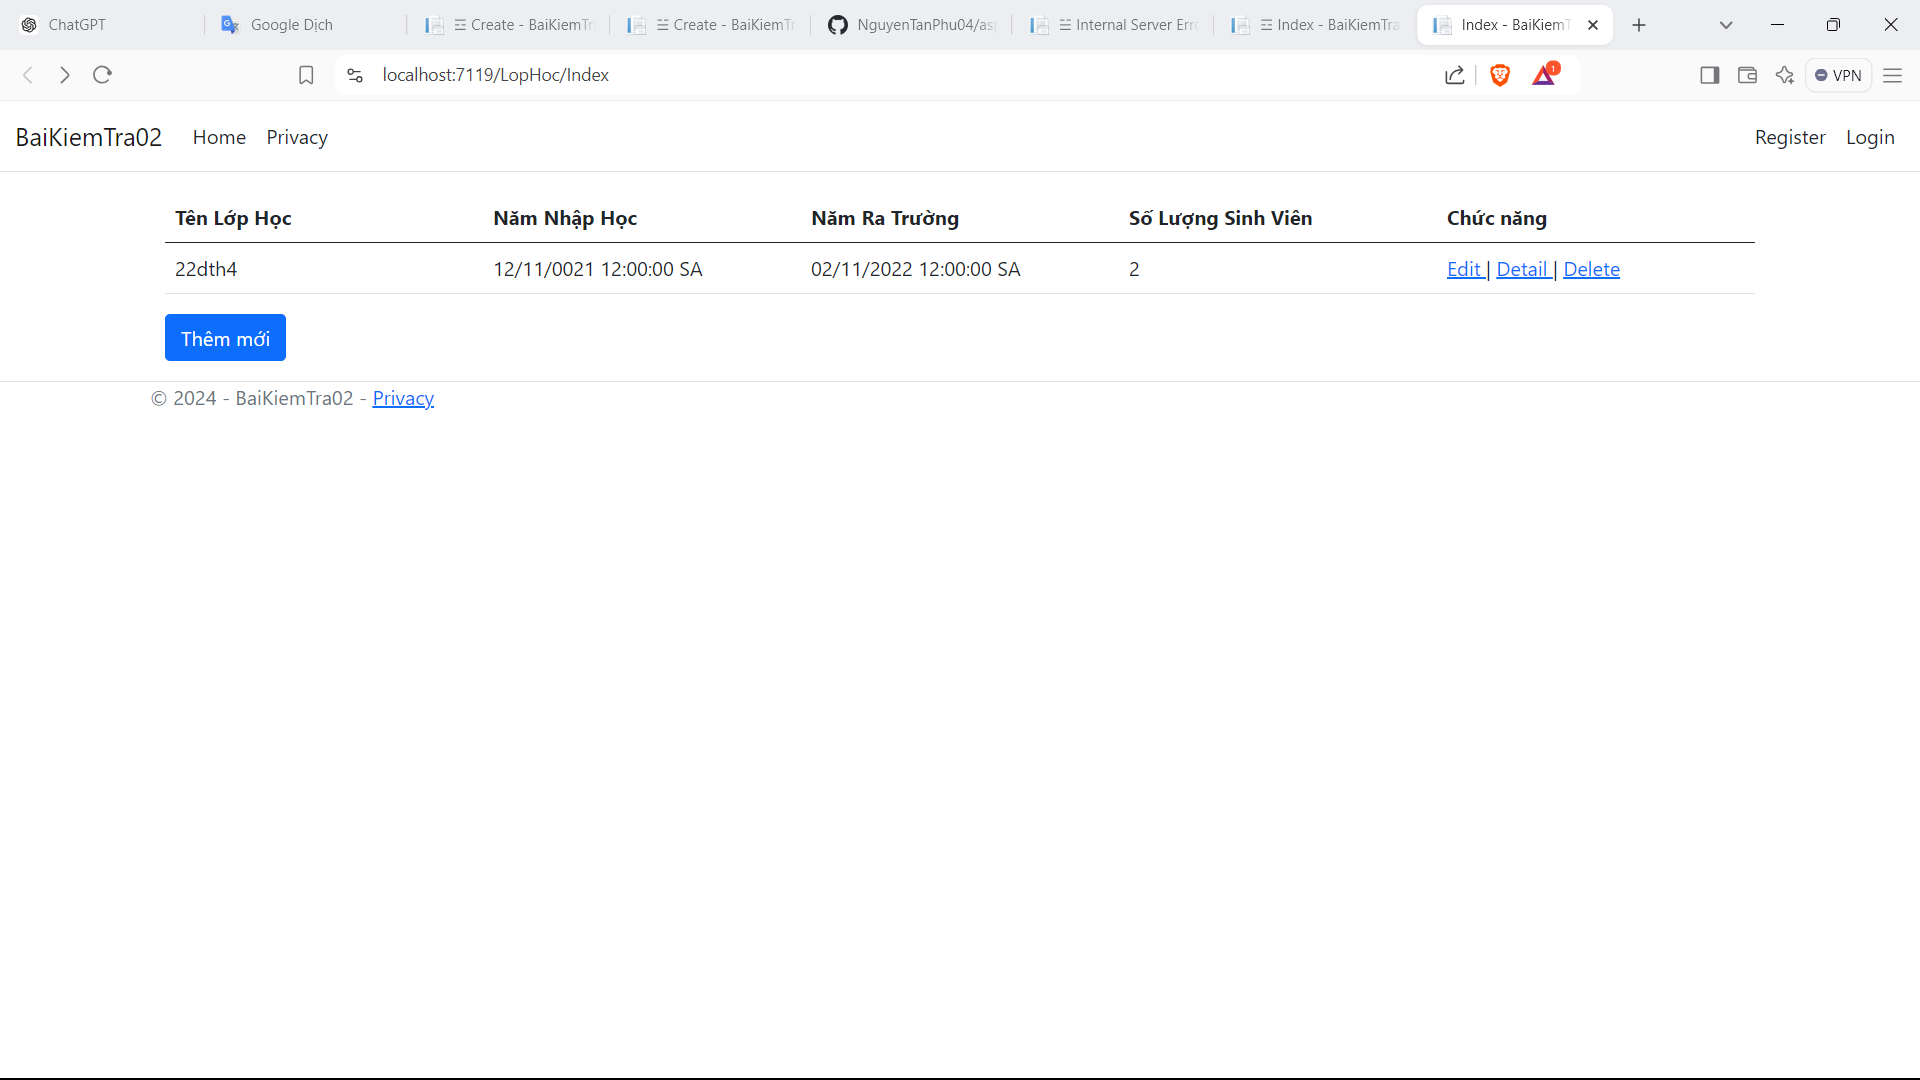 ChatGPT Google Dịch Create - BaiKiemTr Create - BaiKiemTr NguyenTanPhu04/as Internal Server Erro Index - BaiKiemTra Index - BaiKiemT
localhost:7119/LopHoc/Index 1 VPN
BaiKiemTra02 Home Privacy Register Login
Tên Lớp Học Năm Nhập Học Năm Ra Trường Số Lượng Sinh Viên Chức năng
22dth4 12/11/0021 12:00:00 SA 02/11/2022 12:00:00 SA 2 Edit | Detail | Delete
Thêm mới
© 2024 - BaiKiemTra02 - Privacy